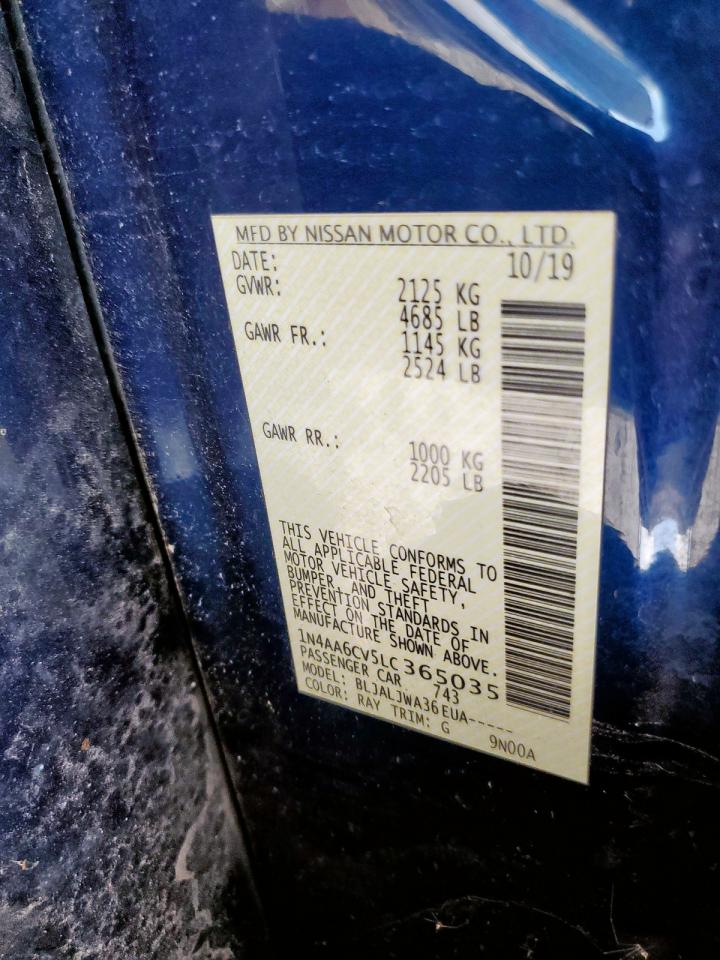 MFD BY NISSAN MOTOR CO., LTD.
DATE: 10/19
GVWR: 2125 KG
4685 LB
GAWR FR.: 1145 KG
2524 LB
GAWR RR.: 1000 KG
2205 LB
THIS VEHICLE CONFORMS TO
ALL APPLICABLE FEDERAL
MOTOR VEHICLE SAFETY,
BUMPER, AND THEFT
PREVENTION STANDARDS IN
EFFECT ON THE DATE OF
MANUFACTURE SHOWN ABOVE.
1N4AA6CV5LC365035
PASSENGER CAR 743
MODEL: BLJALJWA36EUA-----
COLOR: RAY TRIM: G 9N00A